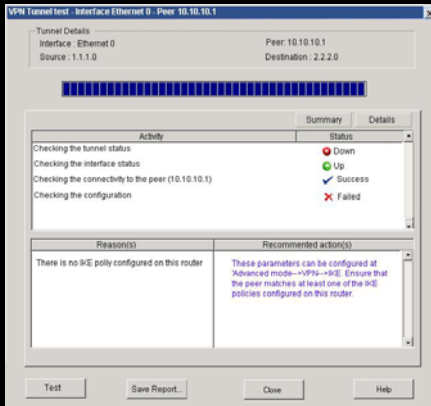 VPN Tunnel test - Interface Ethernet 0 - Peer 10.10.10.1
Tunnel Details
Interface : Ethernet 0
Peer: 10.10.10.1
Source : 1.1.1.0
Destination : 2.2.2.0
Summary
Details
Activity
Status
Checking the tunnel status
Down
Checking the interface status
Up
Checking the connectivity to the peer (10.10.10.1)
Success
Checking the configuration
Failed
Reason(s)
Recommended action(s)
There is no IKE polly configured on this router
These parameters can be configured at
'Advanced mode-->VPN-->IKE. Ensure that
the peer matches at least one of the IKE
policies configured on this router.
Test
Save Report...
Close
Help